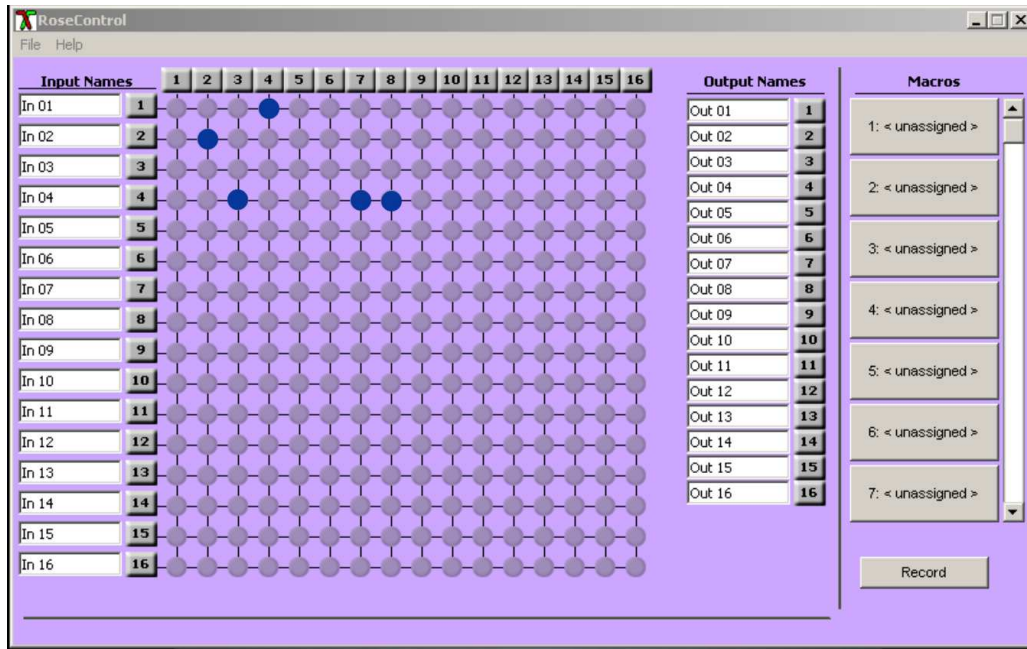 RoseControl
File Help
Input Names 1 2 3 4 5 6 7 8 9 10 11 12 13 14 15 16
In 01 1
In 02 2
In 03 3
In 04 4
In 05 5
In 06 6
In 07 7
In 08 8
In 09 9
In 10 10
In 11 11
In 12 12
In 13 13
In 14 14
In 15 15
In 16 16
Output Names
Out 01 1
Out 02 2
Out 03 3
Out 04 4
Out 05 5
Out 06 6
Out 07 7
Out 08 8
Out 09 9
Out 10 10
Out 11 11
Out 12 12
Out 13 13
Out 14 14
Out 15 15
Out 16 16
Macros
1: < unassigned >
2: < unassigned >
3: < unassigned >
4: < unassigned >
5: < unassigned >
6: < unassigned >
7: < unassigned >
Record